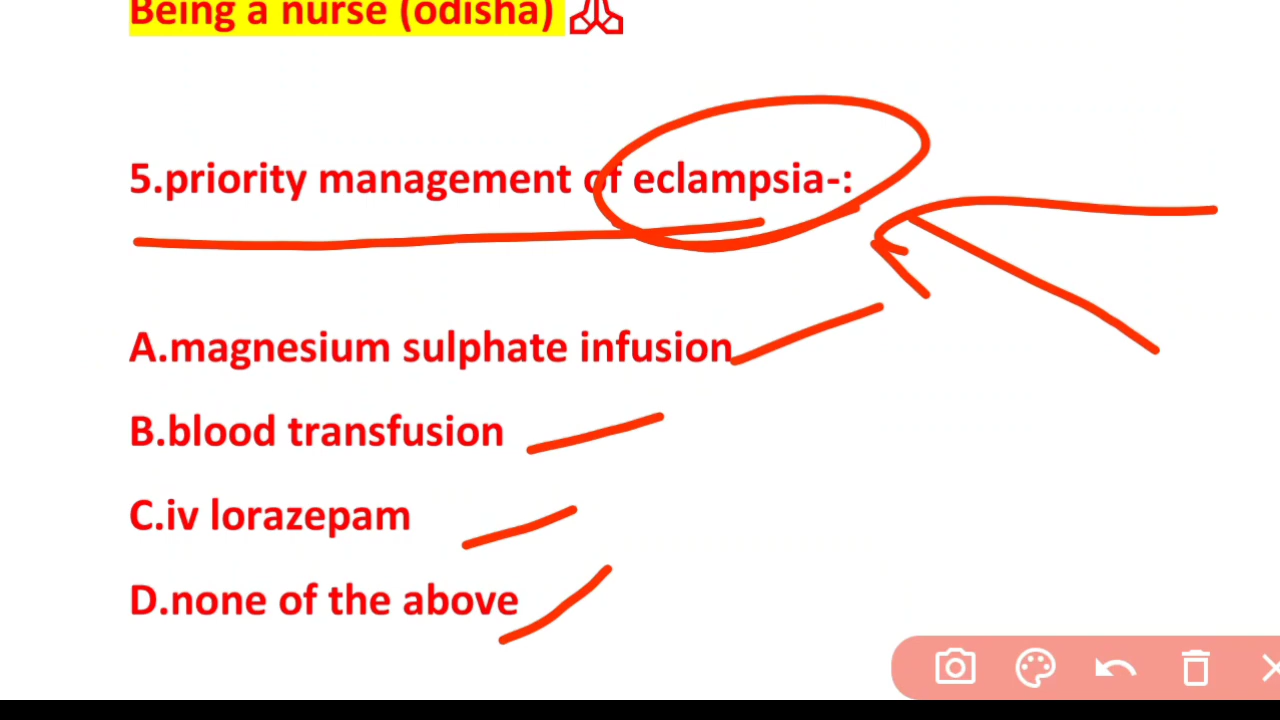 Being a nurse (odisha)
5.priority management of eclampsia-:
A.magnesium sulphate infusion
B.blood transfusion
C.iv lorazepam
D.none of the above